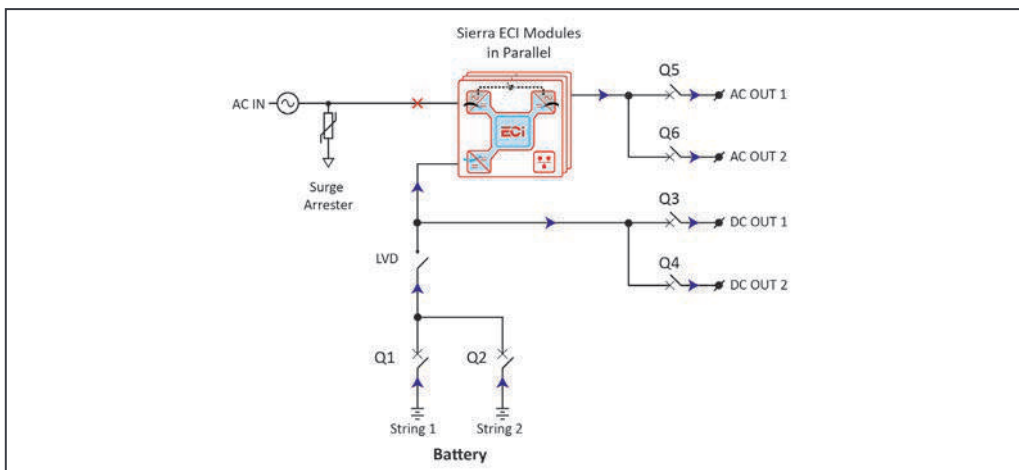 Sierra ECI Modules
in Parallel
AC IN
ECi
Surge
Arrester
Q5
AC OUT 1
Q6
AC OUT 2
Q3
DC OUT 1
Q4
DC OUT 2
LVD
Q1
Q2
String 1
String 2
Battery